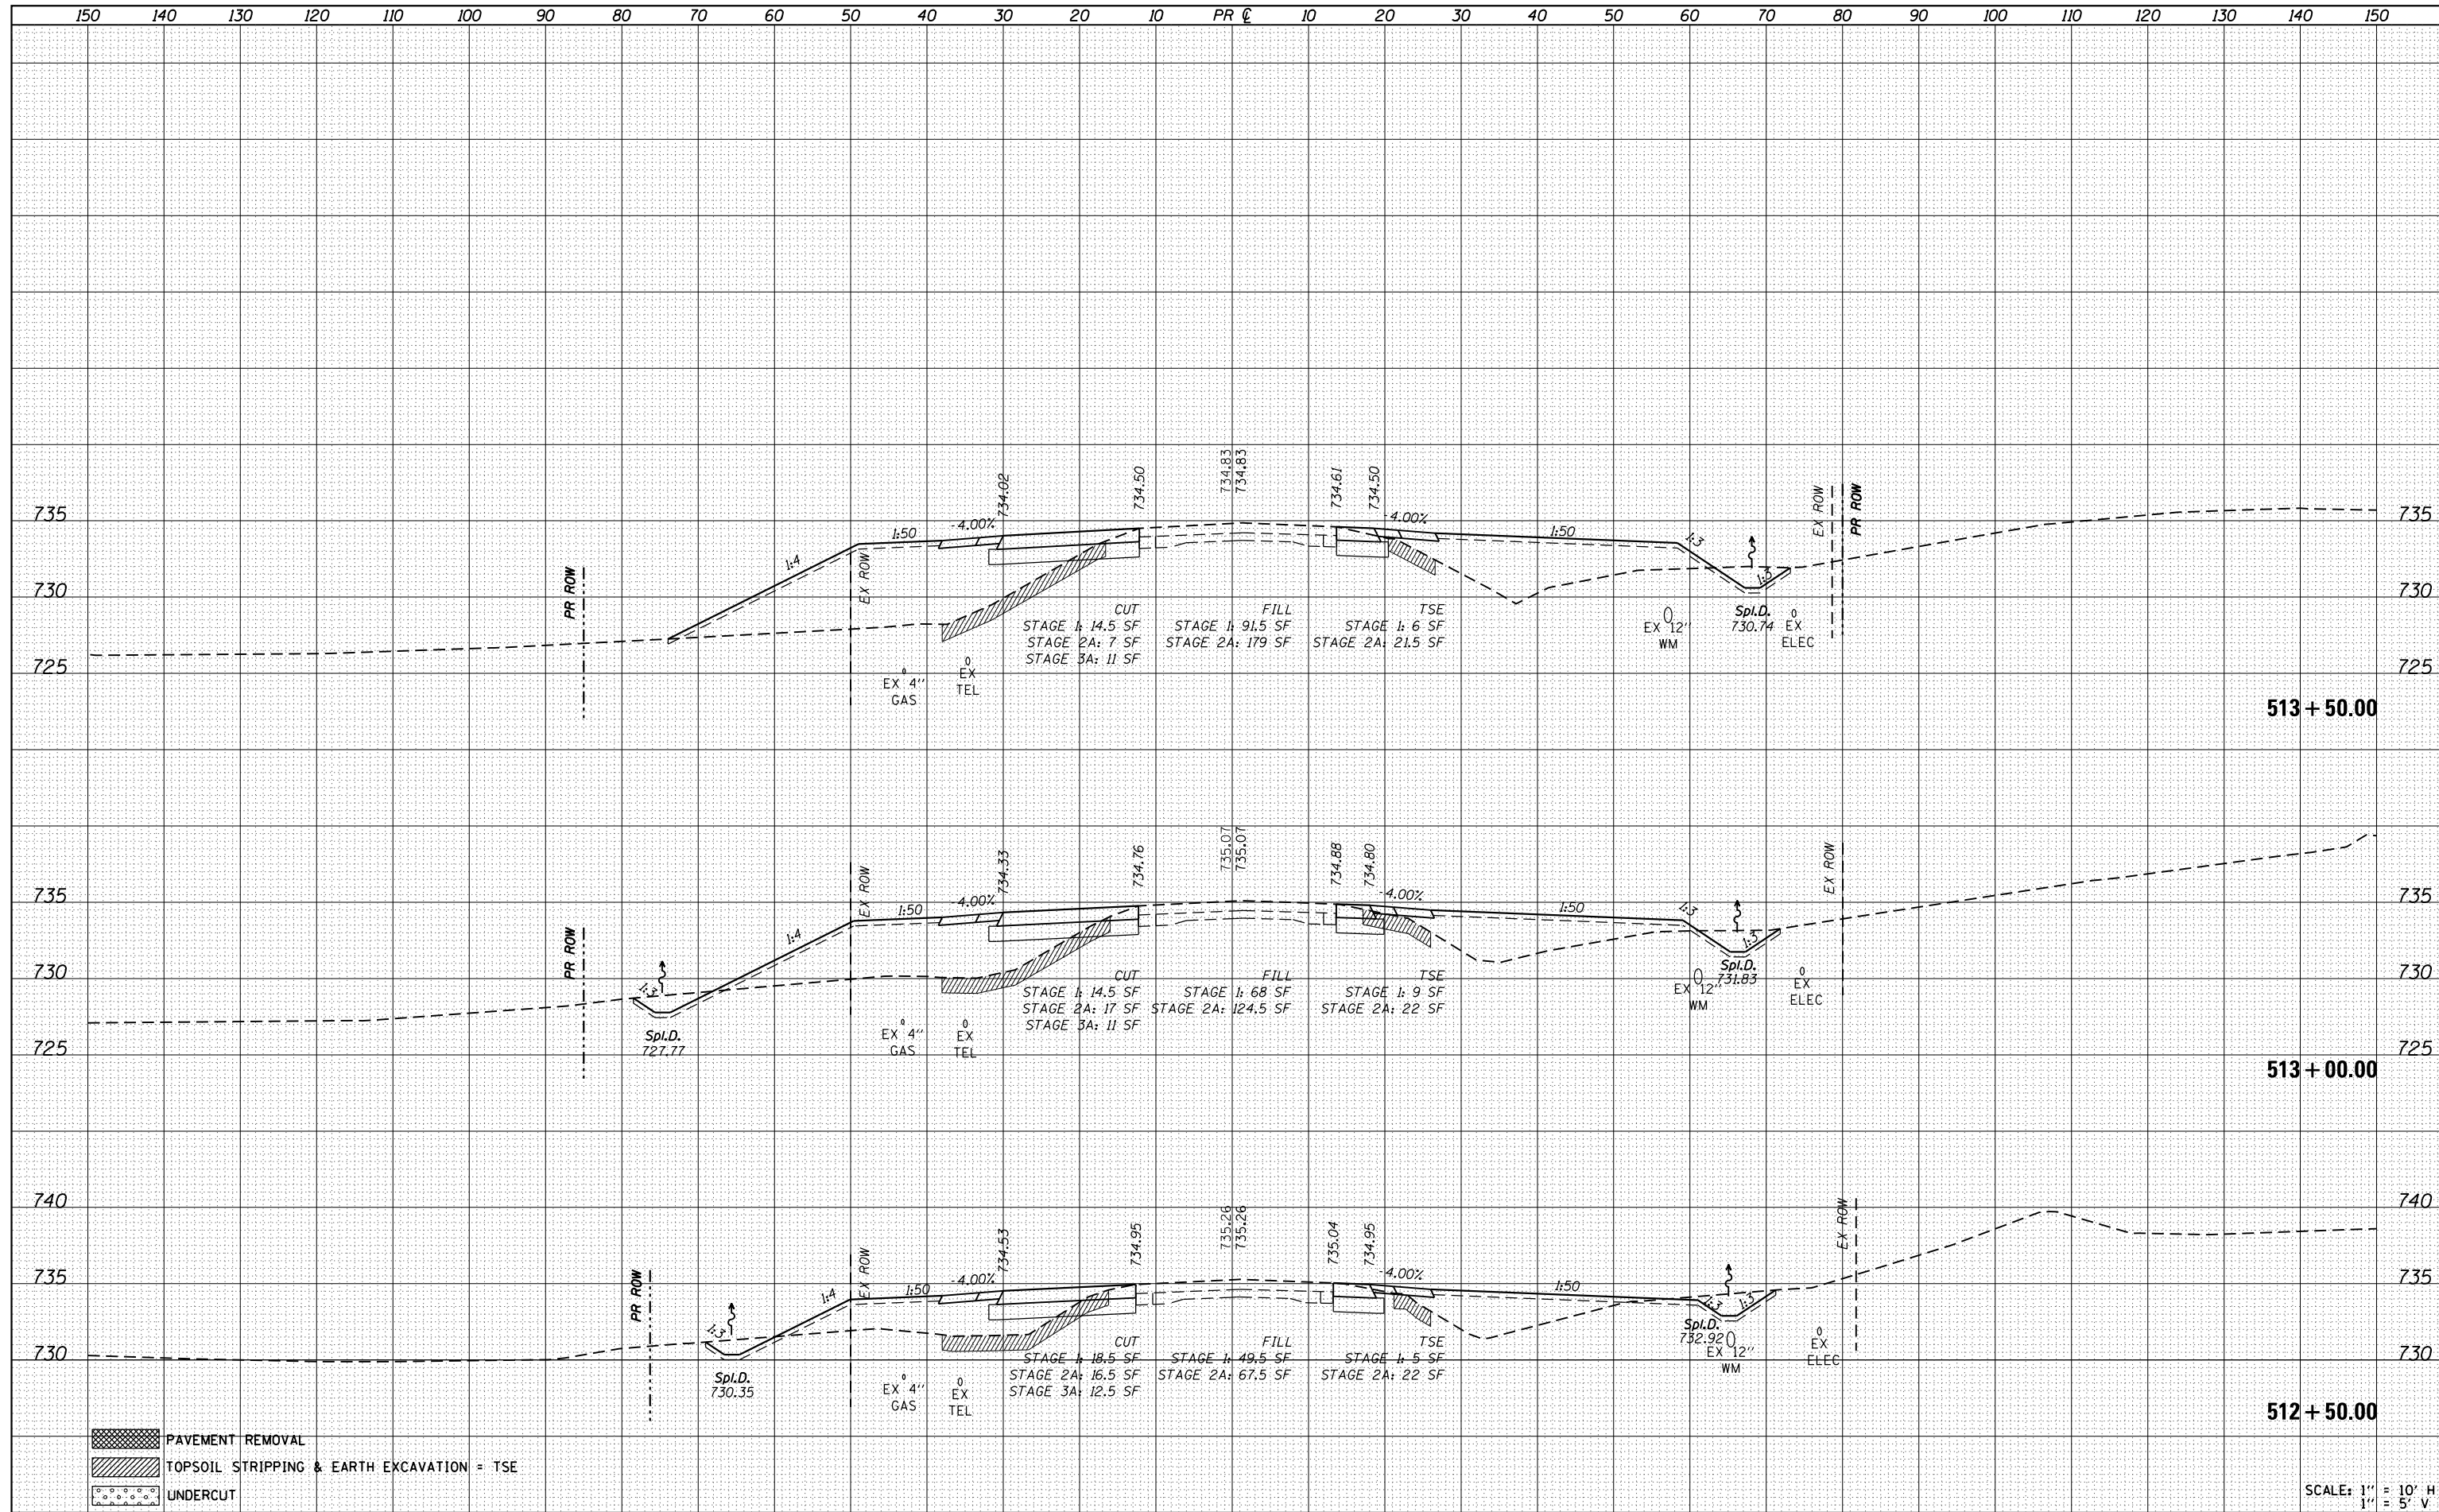 150 140 130 120 110 100 90 80 70 60 50 40 30 20 10 PR ℄ 10 20 30 40 50 60 70 80 90 100 110 120 130 140 150
734.02 734.50 734.83 734.83 734.61 734.50
EX ROW PR ROW
735 1:50 -4.00% -4.00% 1:50 735
1:4 1:3
PR ROW EX ROW
1:3
730 730
CUT FILL TSE Spl.D.
STAGE 1: 14.5 SF STAGE 1: 91.5 SF STAGE 1: 6 SF EX 12" 730.74 EX
STAGE 2A: 7 SF STAGE 2A: 179 SF STAGE 2A: 21.5 SF WM ELEC
STAGE 3A: 11 SF
725 725
EX 4" EX
GAS TEL
513+50.00
734.33 734.76 735.07 735.07 734.88 734.80
EX ROW EX ROW
735 1:50 -4.00% -4.00% 1:50 735
1:4 1:3
PR ROW 1:3
730 730
1:3 CUT FILL TSE Spl.D.
731.83
STAGE 1: 14.5 SF STAGE 1: 68 SF STAGE 1: 9 SF EX 12" EX
STAGE 2A: 17 SF STAGE 2A: 124.5 SF STAGE 2A: 22 SF WM ELEC
STAGE 3A: 11 SF
Spl.D. EX 4" EX
727.77 GAS TEL
725 725
513+00.00
740 740
734.53 734.95 735.26 735.26 735.04 734.95
EX ROW EX ROW
735 1:50 -4.00% -4.00% 1:50 735
PR ROW 1:4 1:3 1:3
1:3 Spl.D.
732.92
CUT FILL TSE
730 STAGE 1: 18.5 SF STAGE 1: 49.5 SF STAGE 1: 5 SF EX 12" EX 730
WM ELEC
Spl.D. STAGE 2A: 16.5 SF STAGE 2A: 67.5 SF STAGE 2A: 22 SF
730.35 STAGE 3A: 12.5 SF
EX 4" EX
GAS TEL
512+50.00
PAVEMENT REMOVAL
TOPSOIL STRIPPING & EARTH EXCAVATION = TSE
UNDERCUT
SCALE: 1" = 10' H
1" = 5' V